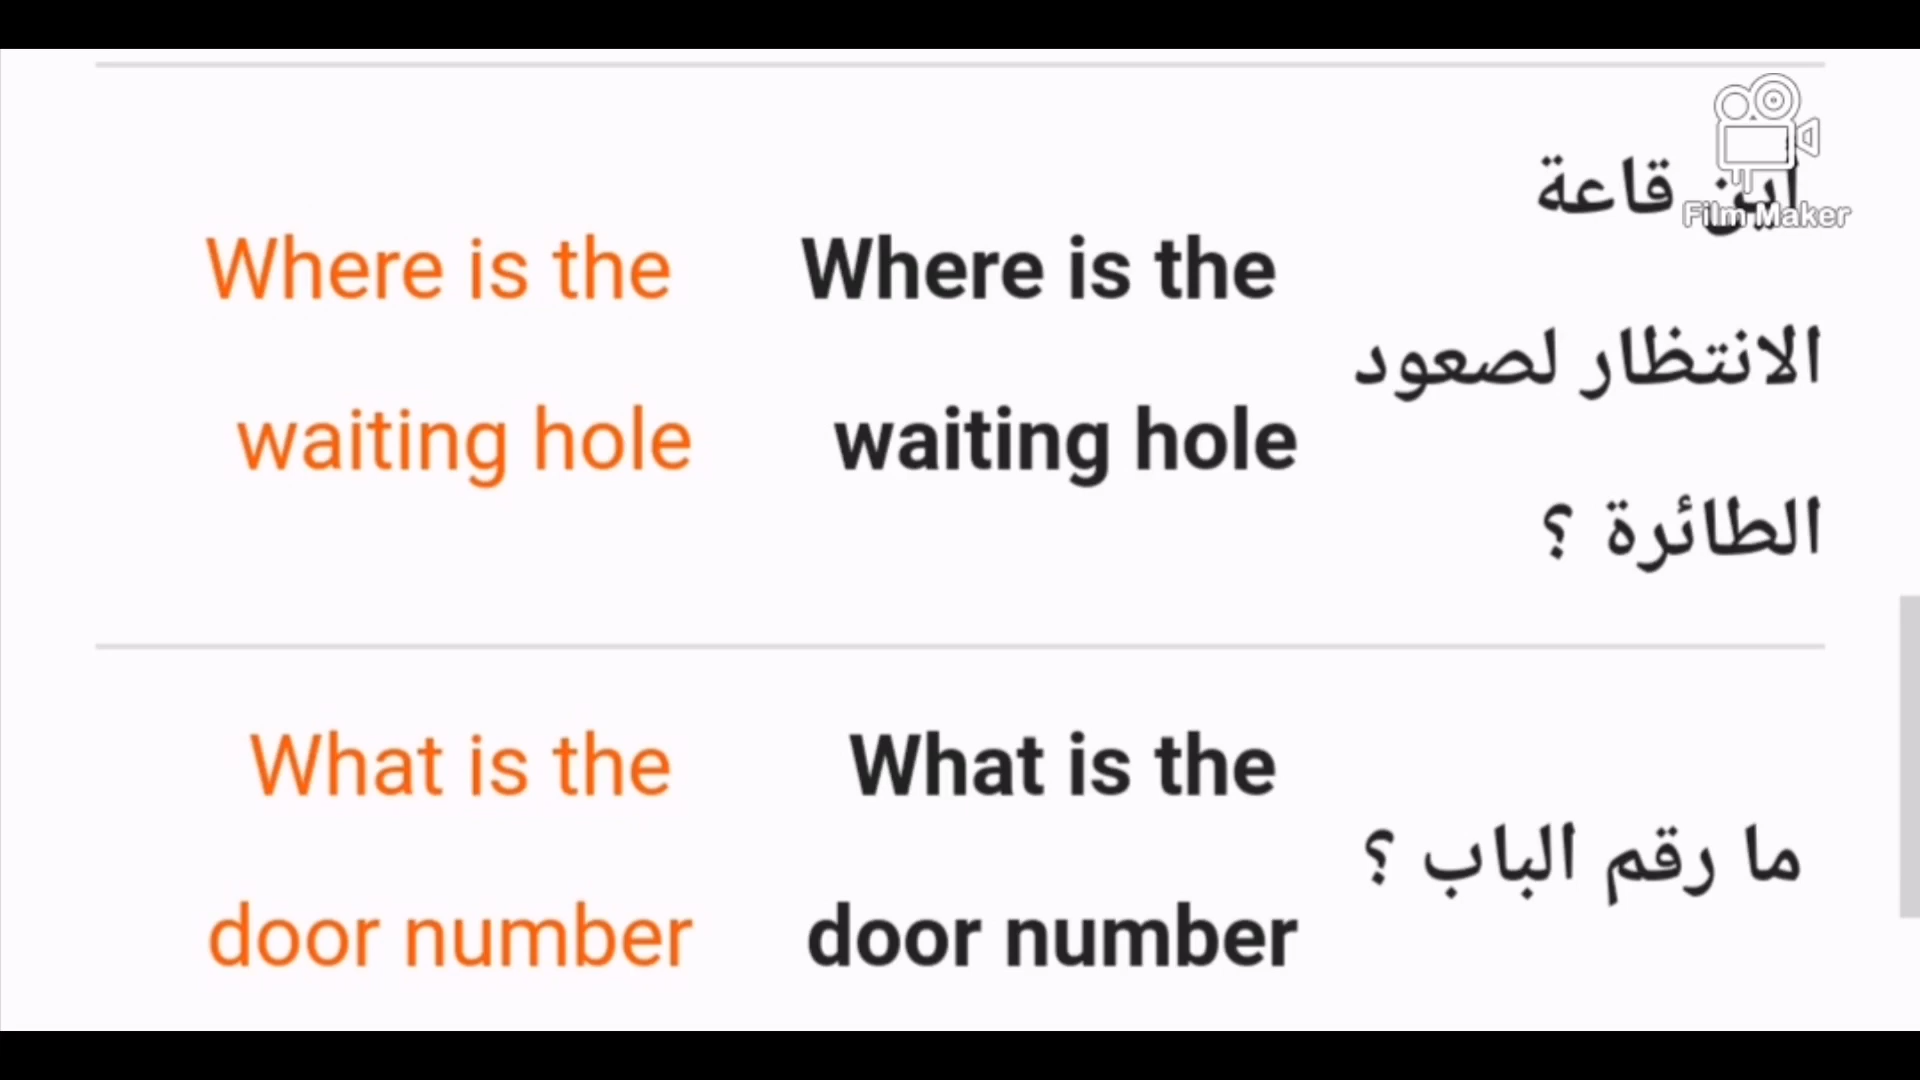 Film Maker
أين قاعة
الانتظار لصعود
الطائرة ؟
Where is the
waiting hole
Where is the
waiting hole
ما رقم الباب ؟
What is the
door number
What is the
door number